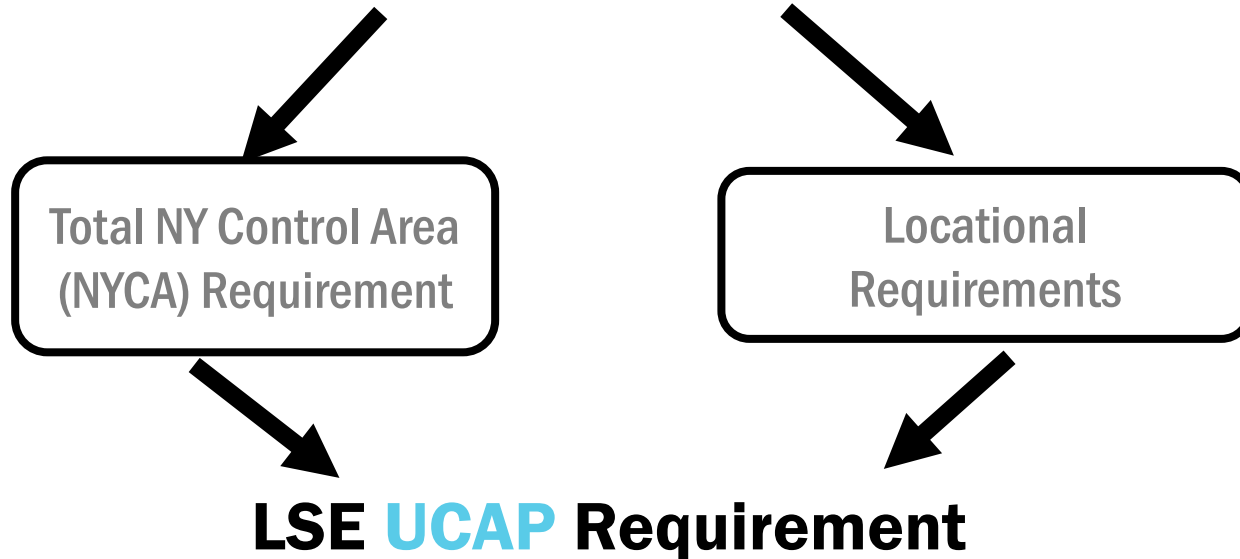 Total NY Control Area
(NYCA) Requirement
Locational
Requirements
LSE UCAP Requirement